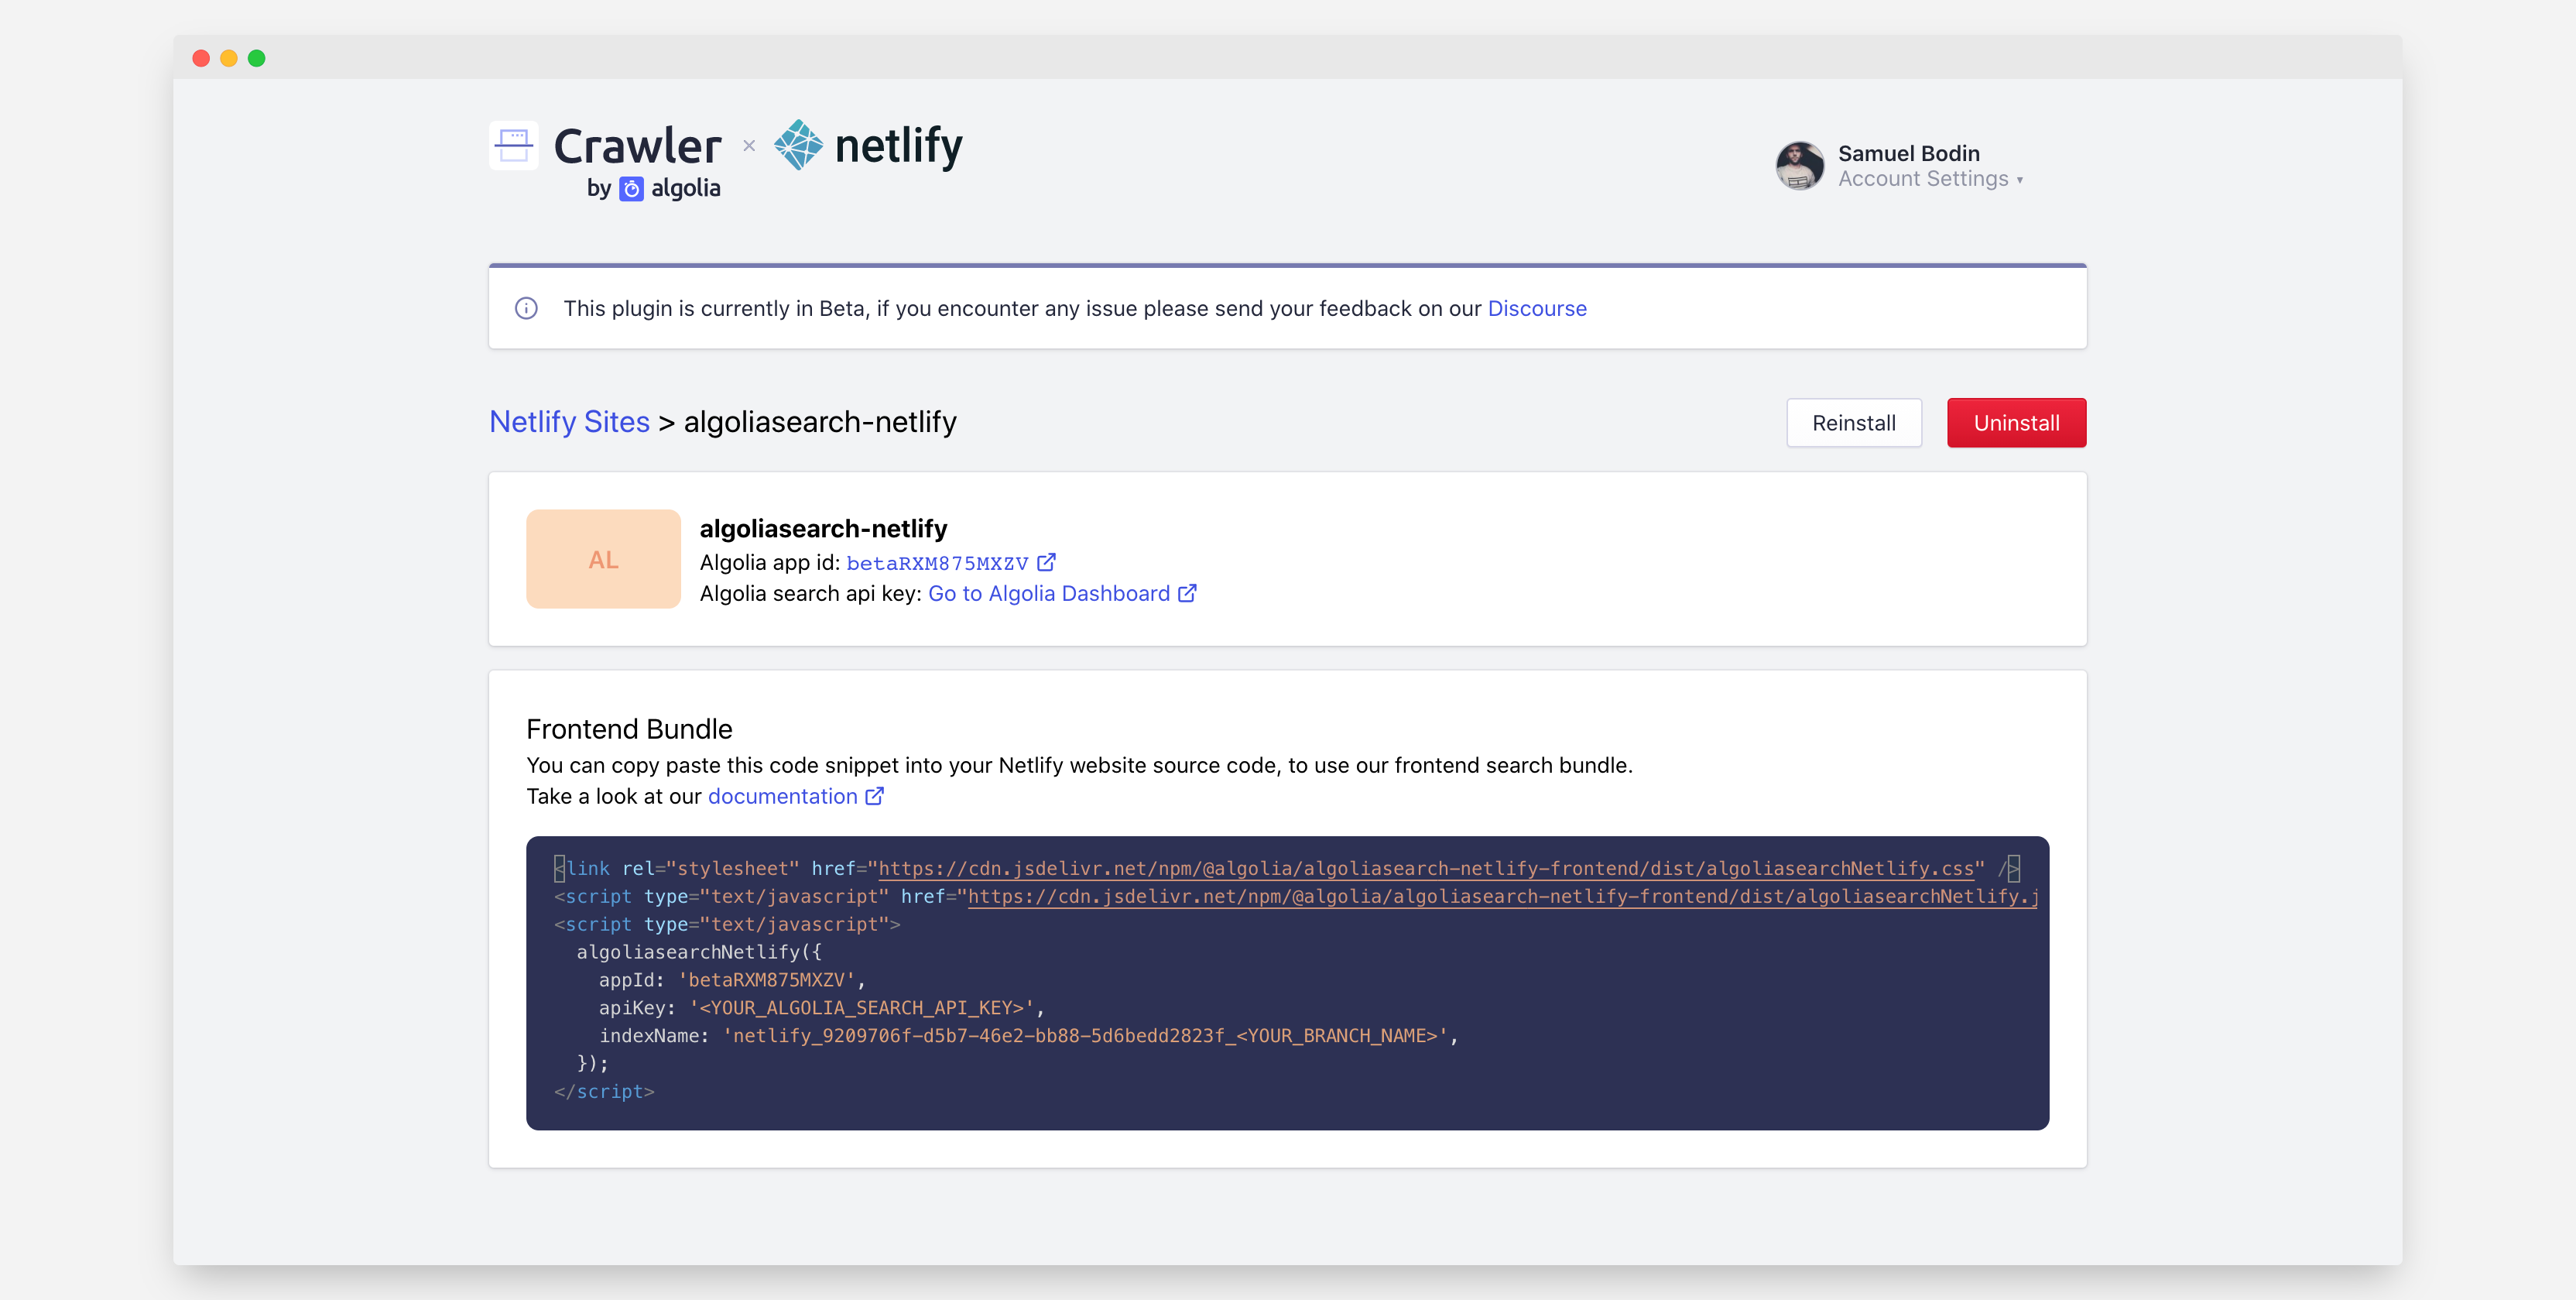 Crawler × netlify
by algolia
Samuel Bodin
Account Settings ▾
This plugin is currently in Beta, if you encounter any issue please send your feedback on our Discourse
Netlify Sites > algoliasearch-netlify
Reinstall
Uninstall
AL
algoliasearch-netlify
Algolia app id: betaRXM875MXZV
Algolia search api key: Go to Algolia Dashboard
Frontend Bundle
You can copy paste this code snippet into your Netlify website source code, to use our frontend search bundle.
Take a look at our documentation
<link rel="stylesheet" href="https://cdn.jsdelivr.net/npm/@algolia/algoliasearch-netlify-frontend/dist/algoliasearchNetlify.css" />
<script type="text/javascript" href="https://cdn.jsdelivr.net/npm/@algolia/algoliasearch-netlify-frontend/dist/algoliasearchNetlify.j
<script type="text/javascript">
  algoliasearchNetlify({
    appId: 'betaRXM875MXZV',
    apiKey: '<YOUR_ALGOLIA_SEARCH_API_KEY>',
    indexName: 'netlify_9209706f-d5b7-46e2-bb88-5d6bedd2823f_<YOUR_BRANCH_NAME>',
  });
</script>